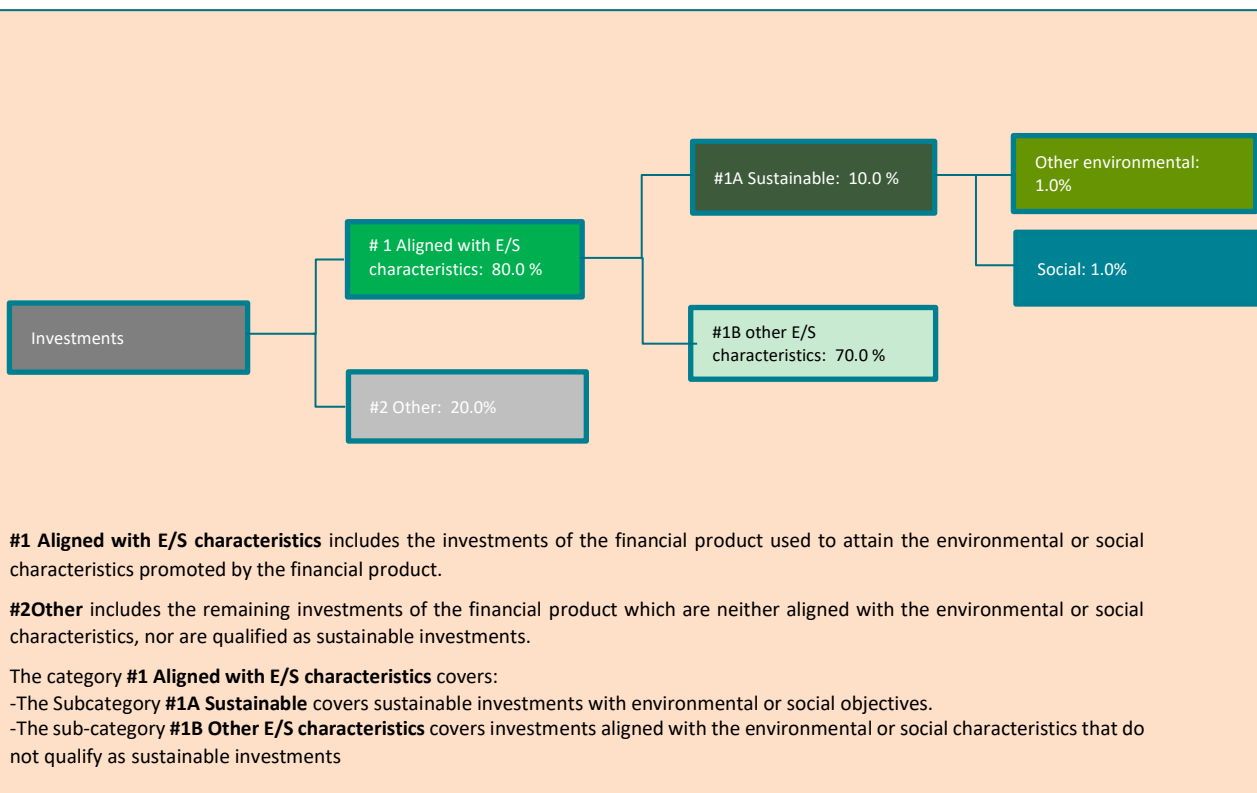 Investments
# 1 Aligned with E/S
characteristics:  80.0 %
#2 Other:  20.0%
#1A Sustainable:  10.0 %
#1B other E/S
characteristics:  70.0 %
Other environmental:
1.0%
Social: 1.0%
#1 Aligned with E/S characteristics includes the investments of the financial product used to attain the environmental or social
characteristics promoted by the financial product.
#2Other includes the remaining investments of the financial product which are neither aligned with the environmental or social
characteristics, nor are qualified as sustainable investments.
The category #1 Aligned with E/S characteristics covers:
-The Subcategory #1A Sustainable covers sustainable investments with environmental or social objectives.
-The sub-category #1B Other E/S characteristics covers investments aligned with the environmental or social characteristics that do
not qualify as sustainable investments